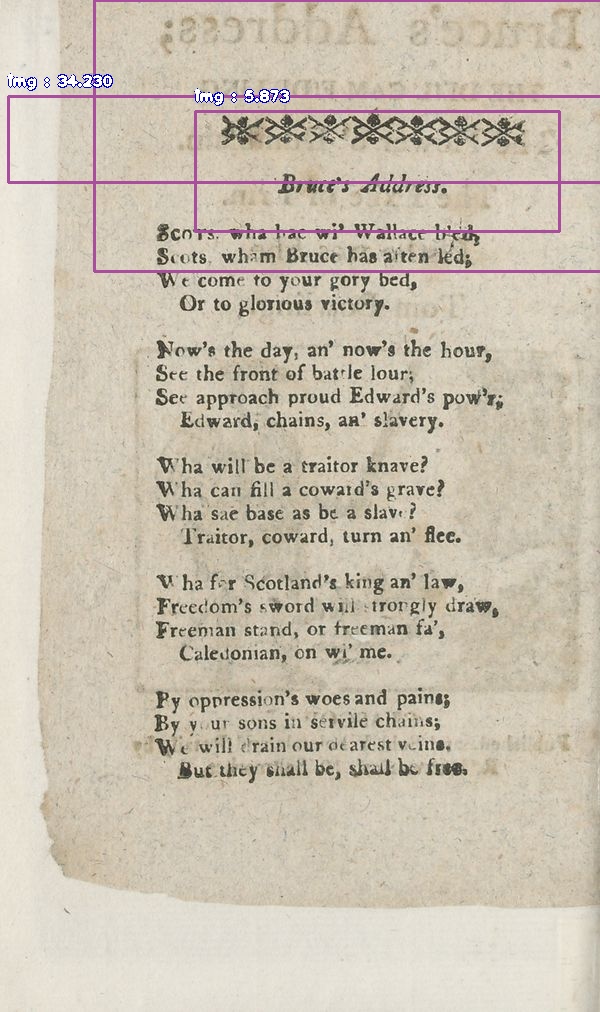 img : 34.230
img : 5.873
Bruce's Address.
Scots, wha hae wi' Wallace bled,
Scots, wham Bruce has aften led;
We come to your gory bed,
Or to glorious victory.
Now's the day, an' now's the hour,
See the front of battle lour;
See approach proud Edward's pow'r;
Edward, chains, an' slavery.
Wha will be a traitor knave?
Wha can fill a coward's grave?
Wha sae base as be a slave?
Traitor, coward, turn an' flee.
Wha for Scotland's king an' law,
Freedom's sword will strongly draw,
Freeman stand, or freeman fa',
Caledonian, on wi' me.
By oppression's woes and pains;
By your sons in servile chains;
We will drain our dearest veins.
But they shall be, shall be free.